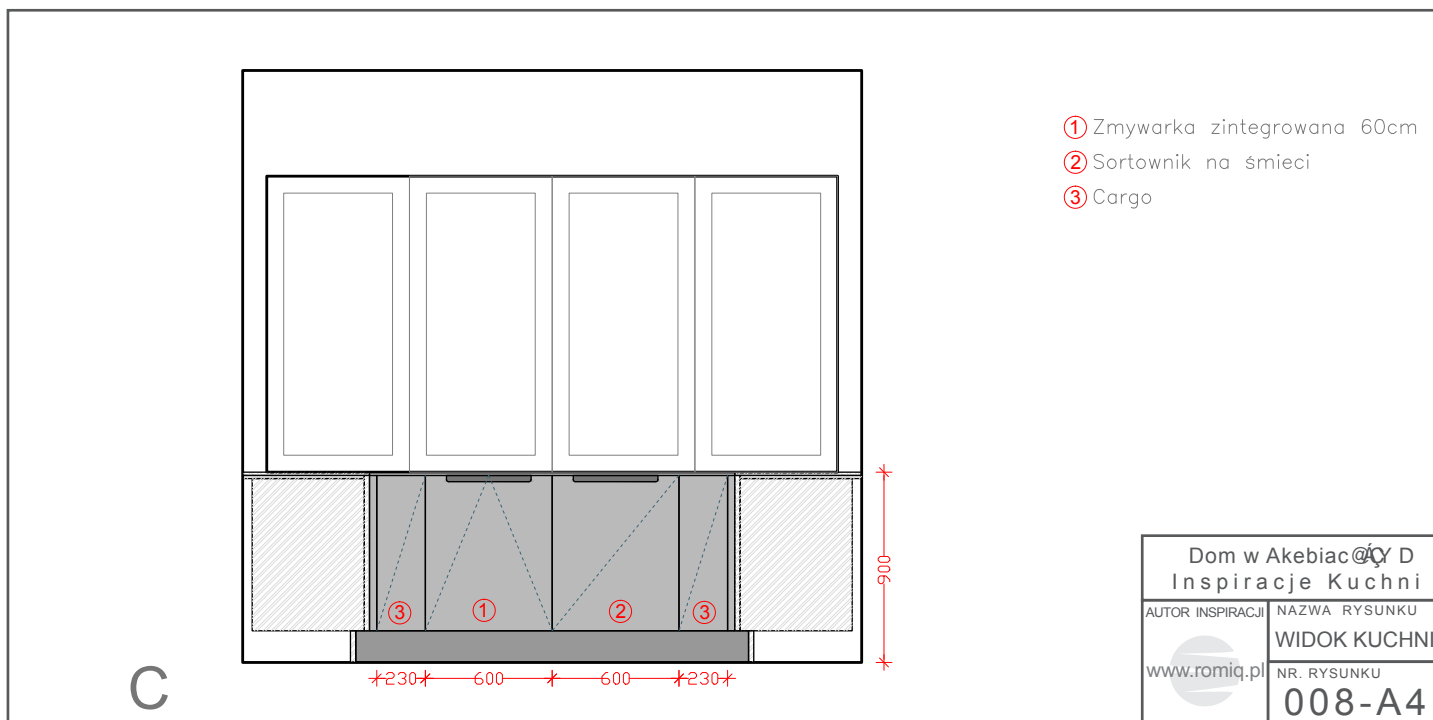 ① Zmywarka zintegrowana 60cm
② Sortownik na śmieci
③ Cargo
900
3
1
2
3
230
600
600
230
C
Dom w Akebiac Y D
Inspiracje Kuchni
AUTOR INSPIRACJI
www.romiq.pl
NAZWA RYSUNKU
WIDOK KUCHNI
NR. RYSUNKU
008-A4